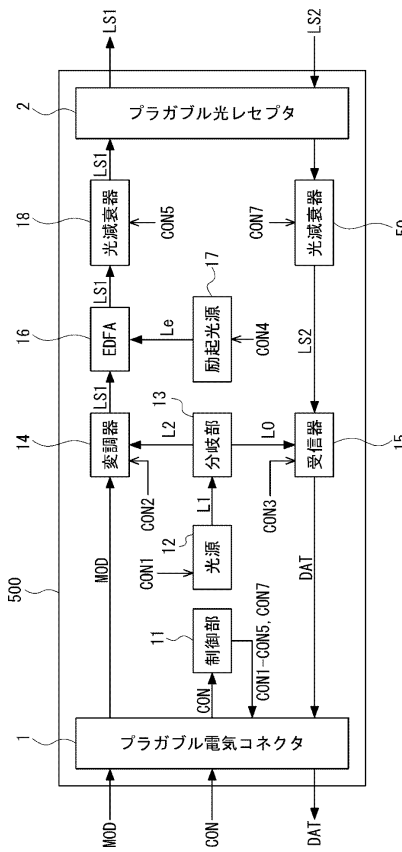 500
1
MOD
CON
DAT
プラガブル電気コネクタ
MOD
CON
11
制御部
CON1-CON5, CON7
DAT
CON1
12
光源
L1
13
分岐部
L2
L0
14
変調器
CON2
CON3
受信器
15
LS1
16
EDFA
Le
17
励起光源
CON4
LS2
LS1
18
光減衰器
CON5
CON7
光減衰器
50
LS1
2
プラガブル光レセプタ
LS1
LS2